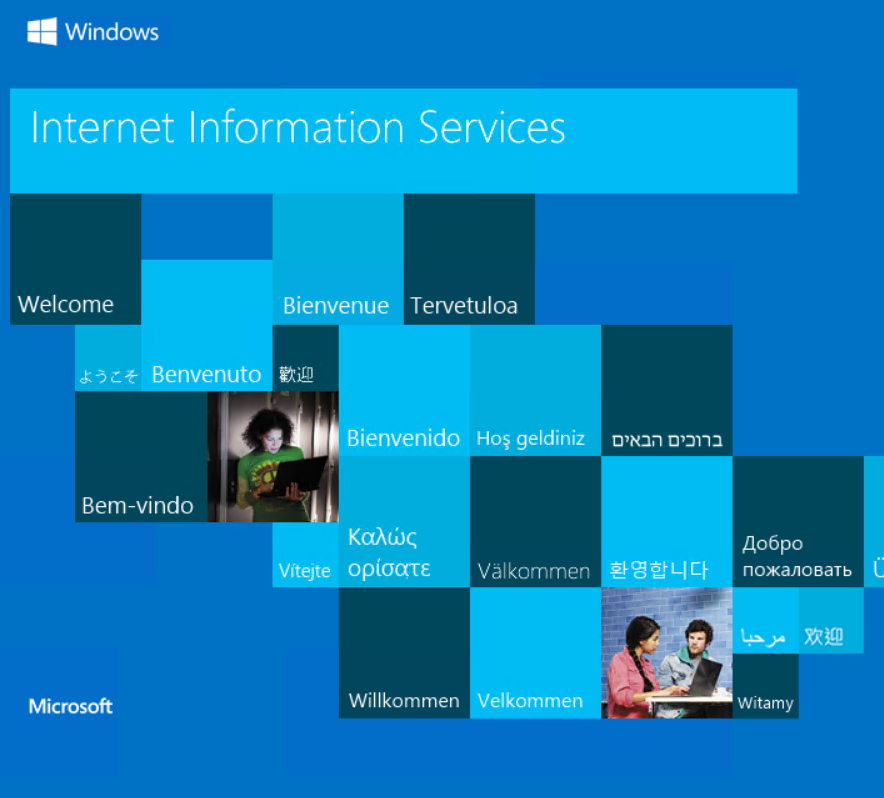 Windows
Internet Information Services
Welcome
Bienvenue
Tervetuloa
ようこそ
Benvenuto
歡迎
Bienvenido
Hoş geldiniz
ברוכים הבאים
Bem-vindo
Vítejte
Καλώς
ορίσατε
Välkommen
환영합니다
Добро
пожаловать
Ü
مرحبا
欢迎
Willkommen
Velkommen
Witamy
Microsoft